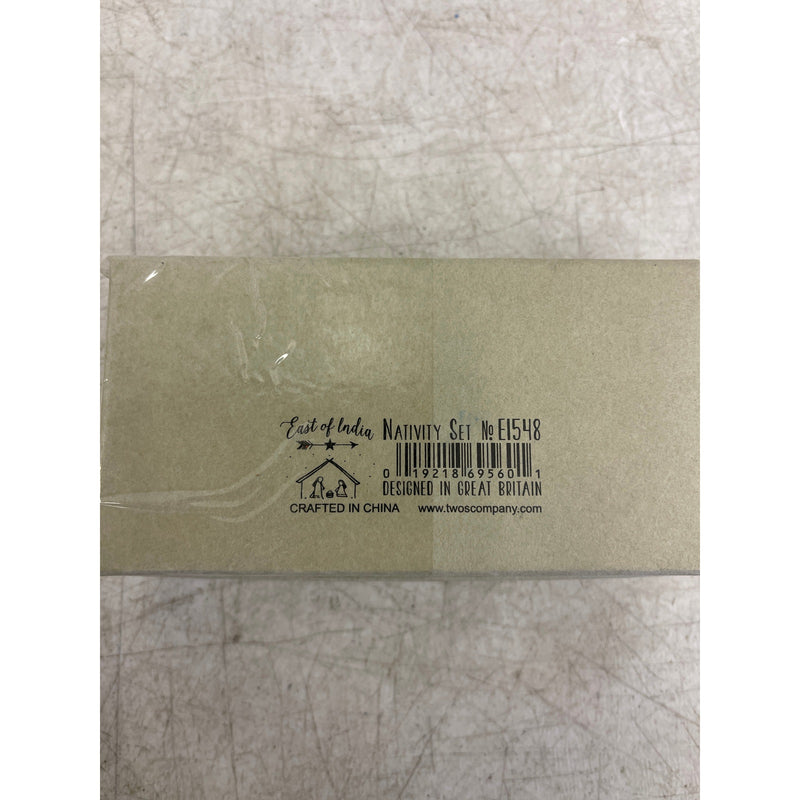 East of India Nativity Set № EI548
0 19218 69560 1
DESIGNED IN GREAT BRITAIN
CRAFTED IN CHINA www.twoscompany.com